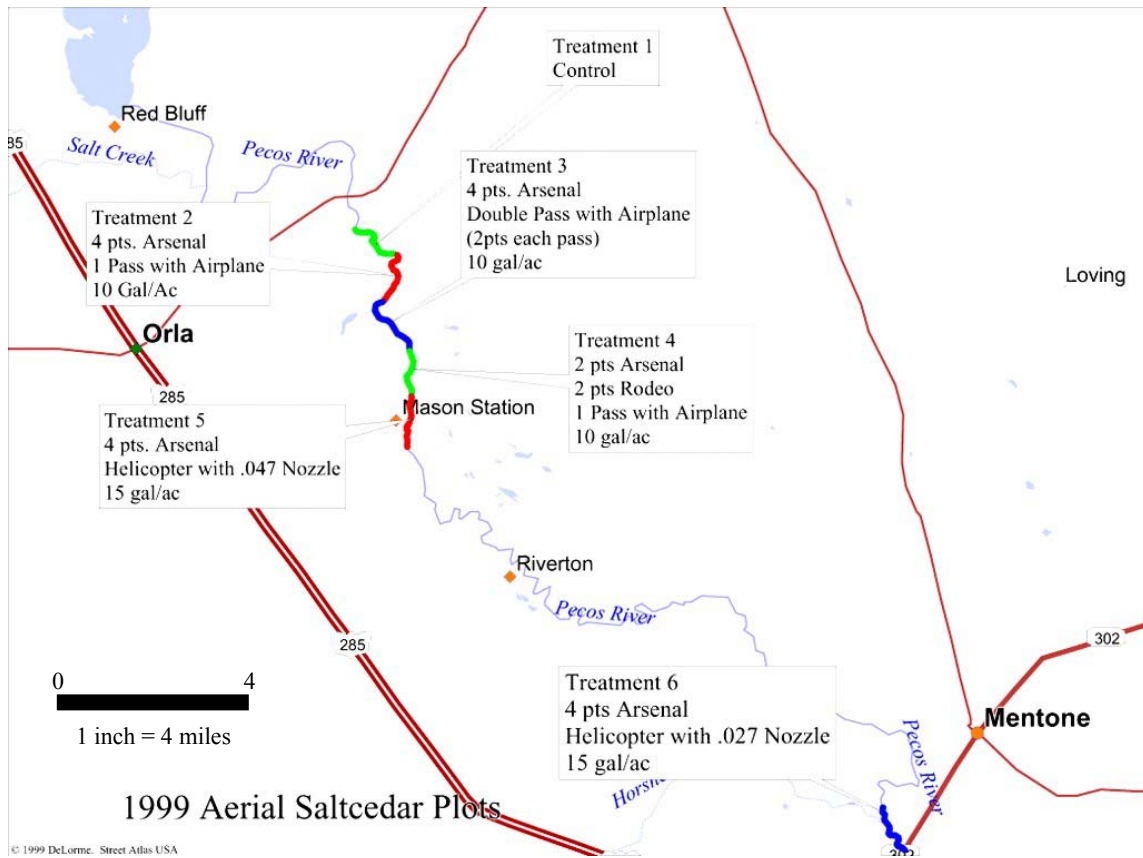 Treatment 1
Control
Red Bluff
285
Salt Creek
Pecos River
Treatment 3
4 pts. Arsenal
Double Pass with Airplane
(2pts each pass)
10 gal/ac
Treatment 2
4 pts. Arsenal
1 Pass with Airplane
10 Gal/Ac
Loving
Orla
Treatment 4
2 pts Arsenal
2 pts Rodeo
1 Pass with Airplane
10 gal/ac
285
Mason Station
Treatment 5
4 pts. Arsenal
Helicopter with .047 Nozzle
15 gal/ac
Riverton
Pecos River
285
302
0 4
1 inch = 4 miles
Treatment 6
4 pts Arsenal
Helicopter with .027 Nozzle
15 gal/ac
Mentone
Pecos River
1999 Aerial Saltcedar Plots
302
© 1999 DeLorme. Street Atlas USA